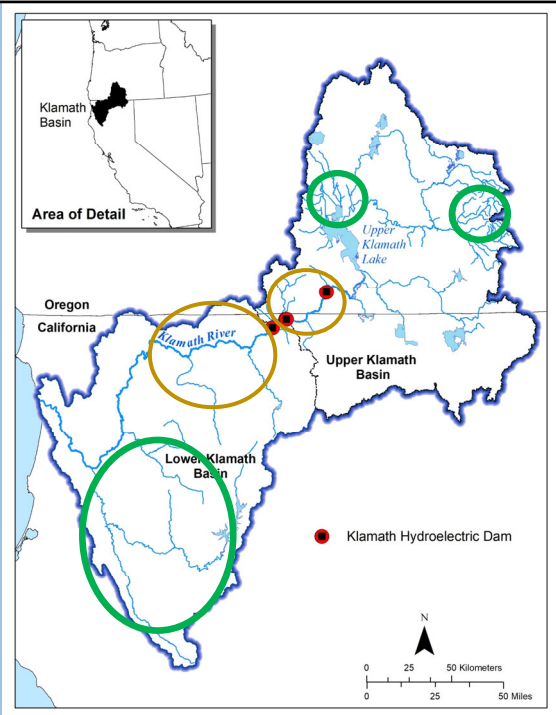 Klamath
Basin
Area of Detail
Upper
Klamath
Lake
Oregon
California
Klamath River
Upper Klamath
Basin
Lower Klamath
Basin
Klamath Hydroelectric Dam
N
0 25 50 Kilometers
0 25 50 Miles